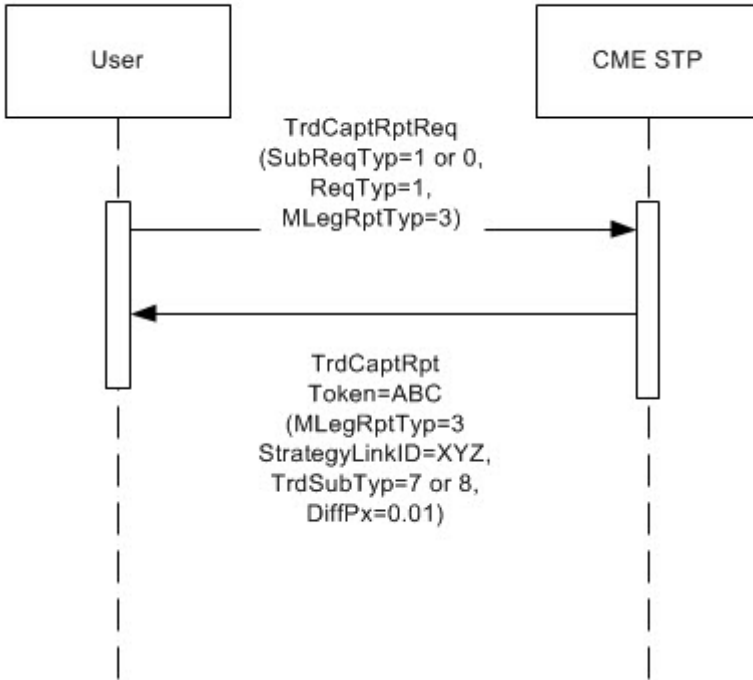 User
CME STP
TrdCaptRptReq
(SubReqTyp=1 or 0,
ReqTyp=1,
MLegRptTyp=3)
TrdCaptRpt
Token=ABC
(MLegRptTyp=3
StrategyLinkID=XYZ,
TrdSubTyp=7 or 8,
DiffPx=0.01)